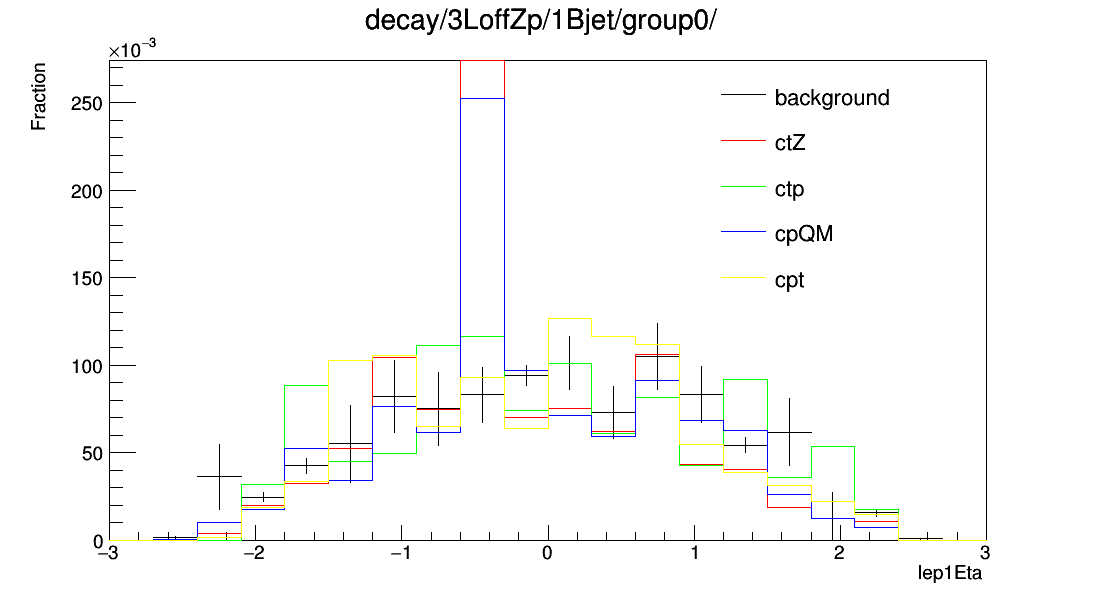 decay/3LoffZp/1Bjet/group0/
×10⁻³
Fraction
250
200
150
100
50
0
background
ctZ
ctp
cpQM
cpt
−3 −2 −1 0 1 2 3
lep1Eta